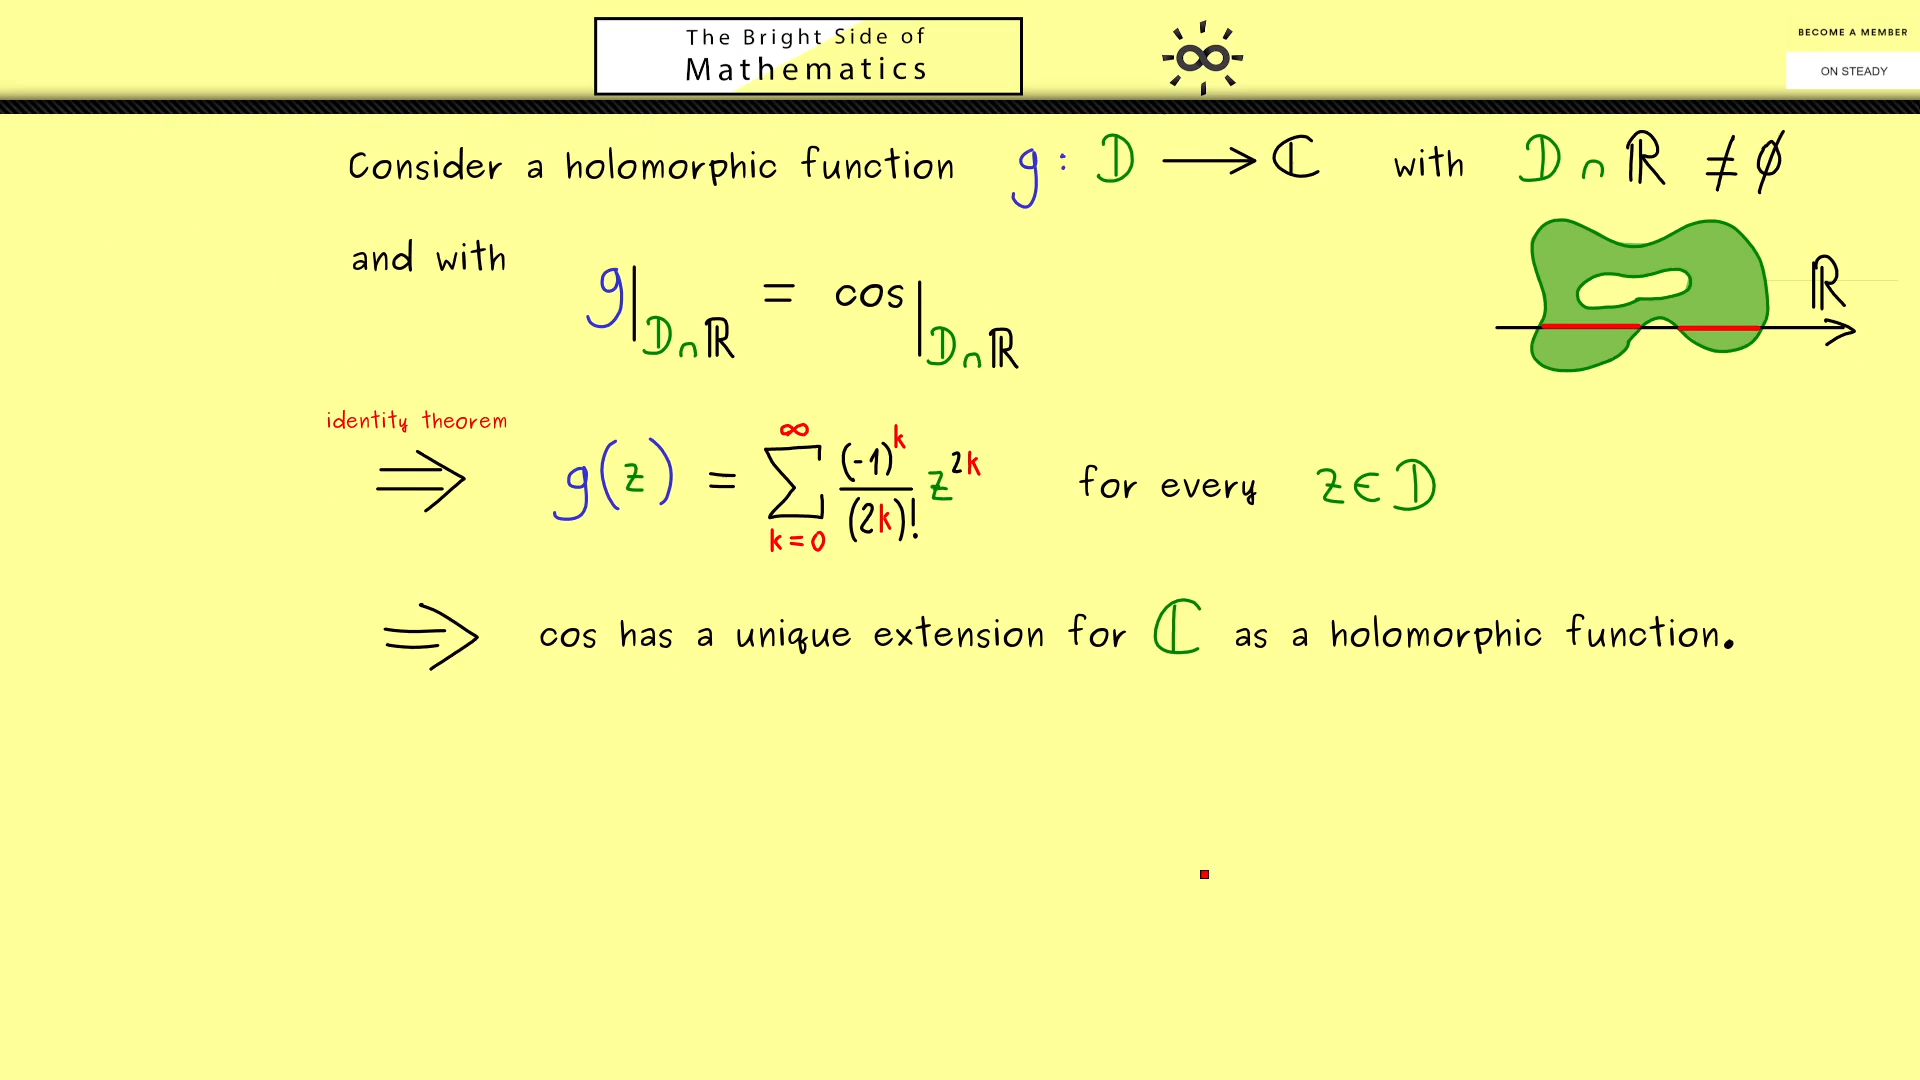 The Bright Side of
Mathematics
BECOME A MEMBER
ON STEADY
Consider a holomorphic function g : D ⟶ ℂ with D ∩ ℝ ≠ ∅
and with g|_{D∩ℝ} = cos|_{D∩ℝ}
ℝ
identity theorem
⟹ g(z) = ∑_{k=0}^{∞} (-1)^k/(2k)! z^{2k} for every z ∈ D
⟹ cos has a unique extension for ℂ as a holomorphic function.